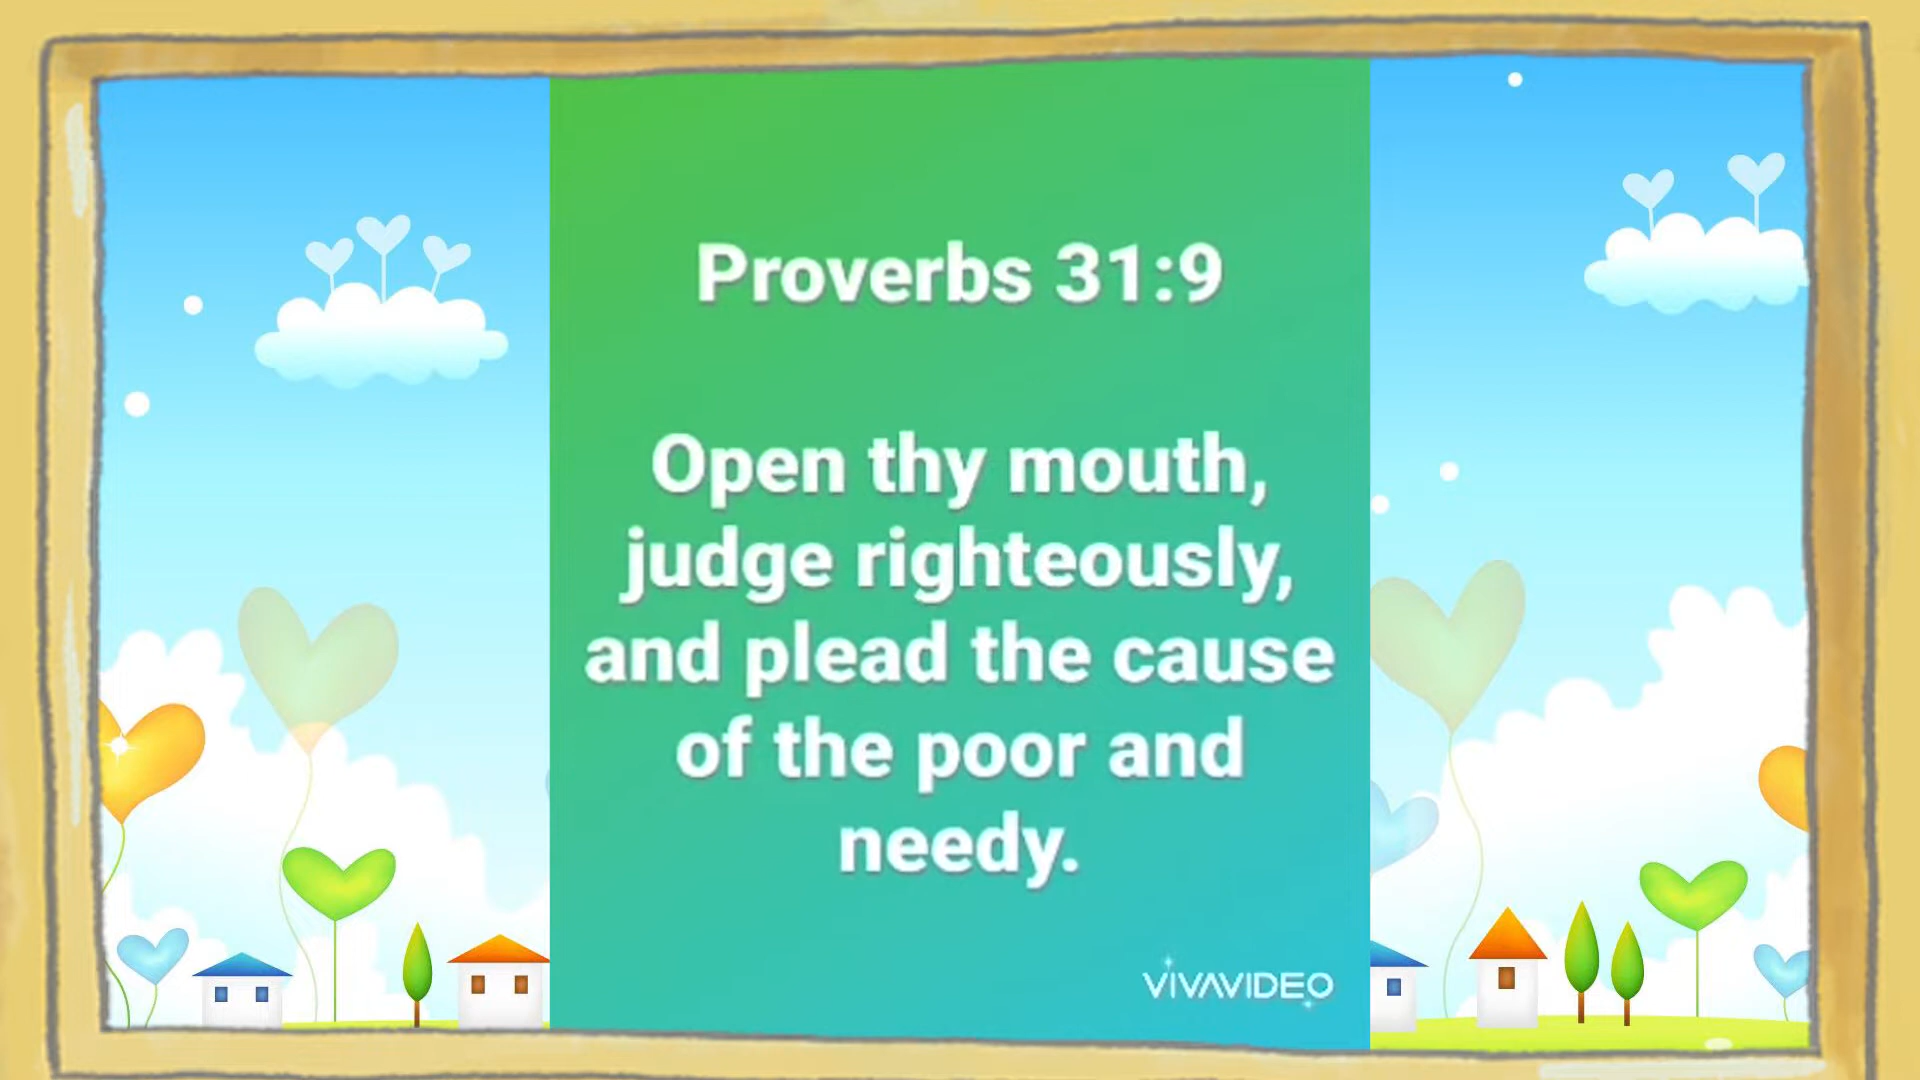 Proverbs 31:9
Open thy mouth,
judge righteously,
and plead the cause
of the poor and
needy.
VIVAVIDEO